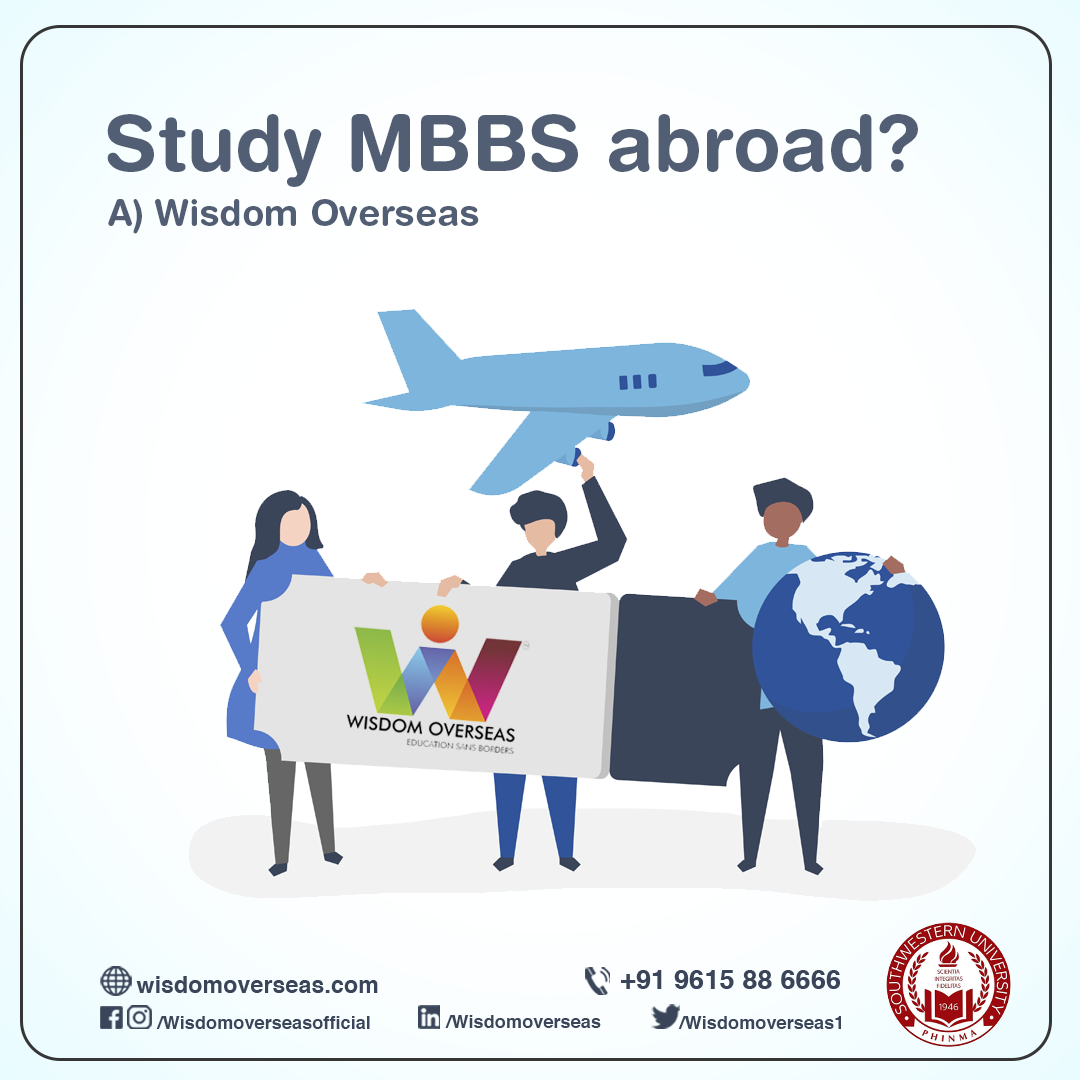 Study MBBS abroad?
A) Wisdom Overseas
WISDOM OVERSEAS
EDUCATION SANS BORDERS
wisdomoverseas.com
+91 9615 88 6666
/Wisdomoverseasofficial
/Wisdomoverseas
/Wisdomoverseas1
SOUTHWESTERN UNIVERSITY
SCIENTIA
INTEGRITAS
FIDELITAS
1946
PHINMA